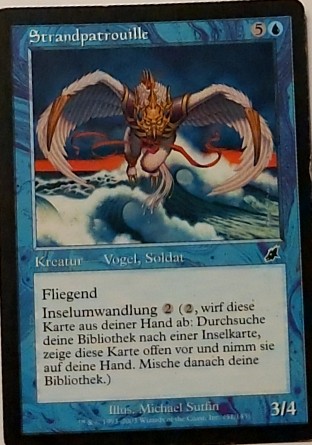 Strandpatrouille 5
Kreatur — Vogel, Soldat
Fliegend
Inselumwandlung 2 (2, wirf diese
Karte aus deiner Hand ab: Durchsuche
deine Bibliothek nach einer Inselkarte,
zeige diese Karte offen vor und nimm sie
auf deine Hand. Mische danach deine
Bibliothek.)
Illus. Michael Sutfin
3/4